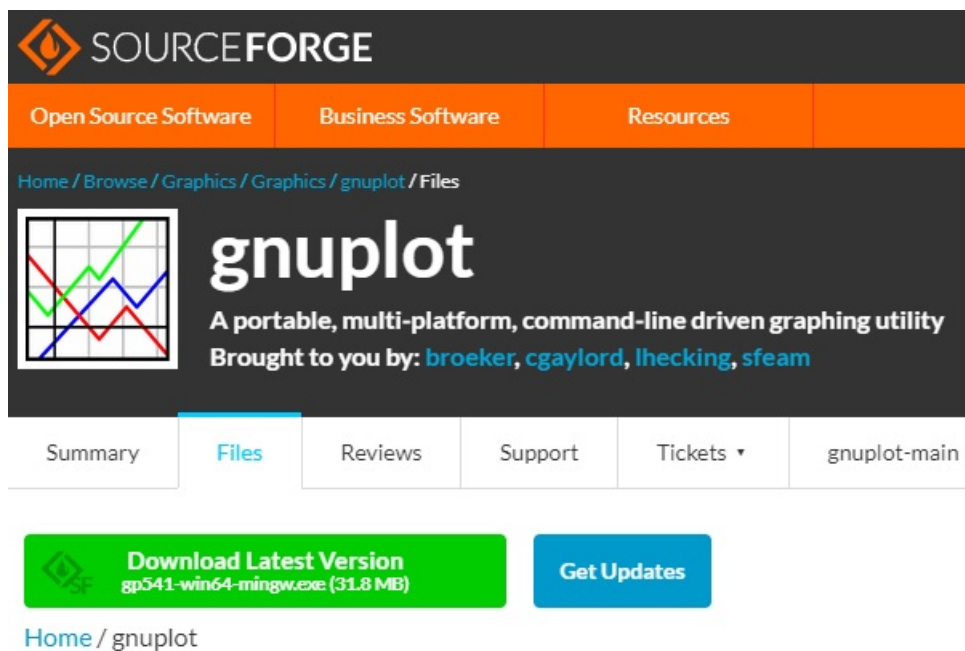 SOURCEFORGE
Open Source Software Business Software Resources
Home / Browse / Graphics / Graphics / gnuplot / Files
gnuplot
A portable, multi-platform, command-line driven graphing utility
Brought to you by: broeker, cgaylord, lhecking, sfeam
Summary Files Reviews Support Tickets ▾ gnuplot-main
Download Latest Version
gp541-win64-mingw.exe (31.8 MB)
Get Updates
SF
Home / gnuplot